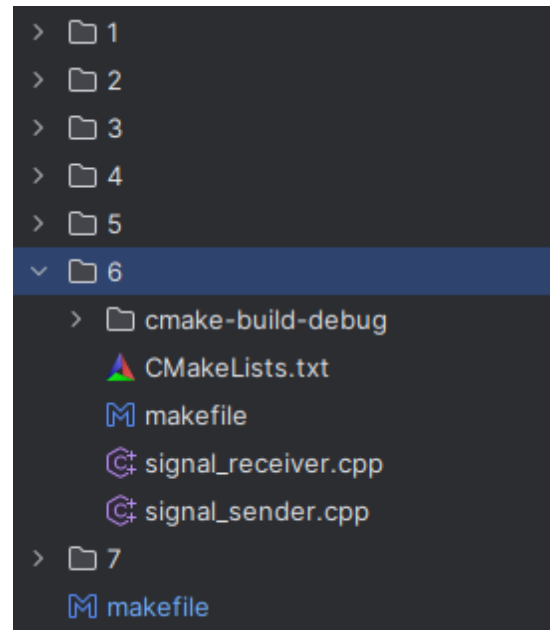 1
2
3
4
5
6
cmake-build-debug
CMakeLists.txt
makefile
signal_receiver.cpp
signal_sender.cpp
7
makefile